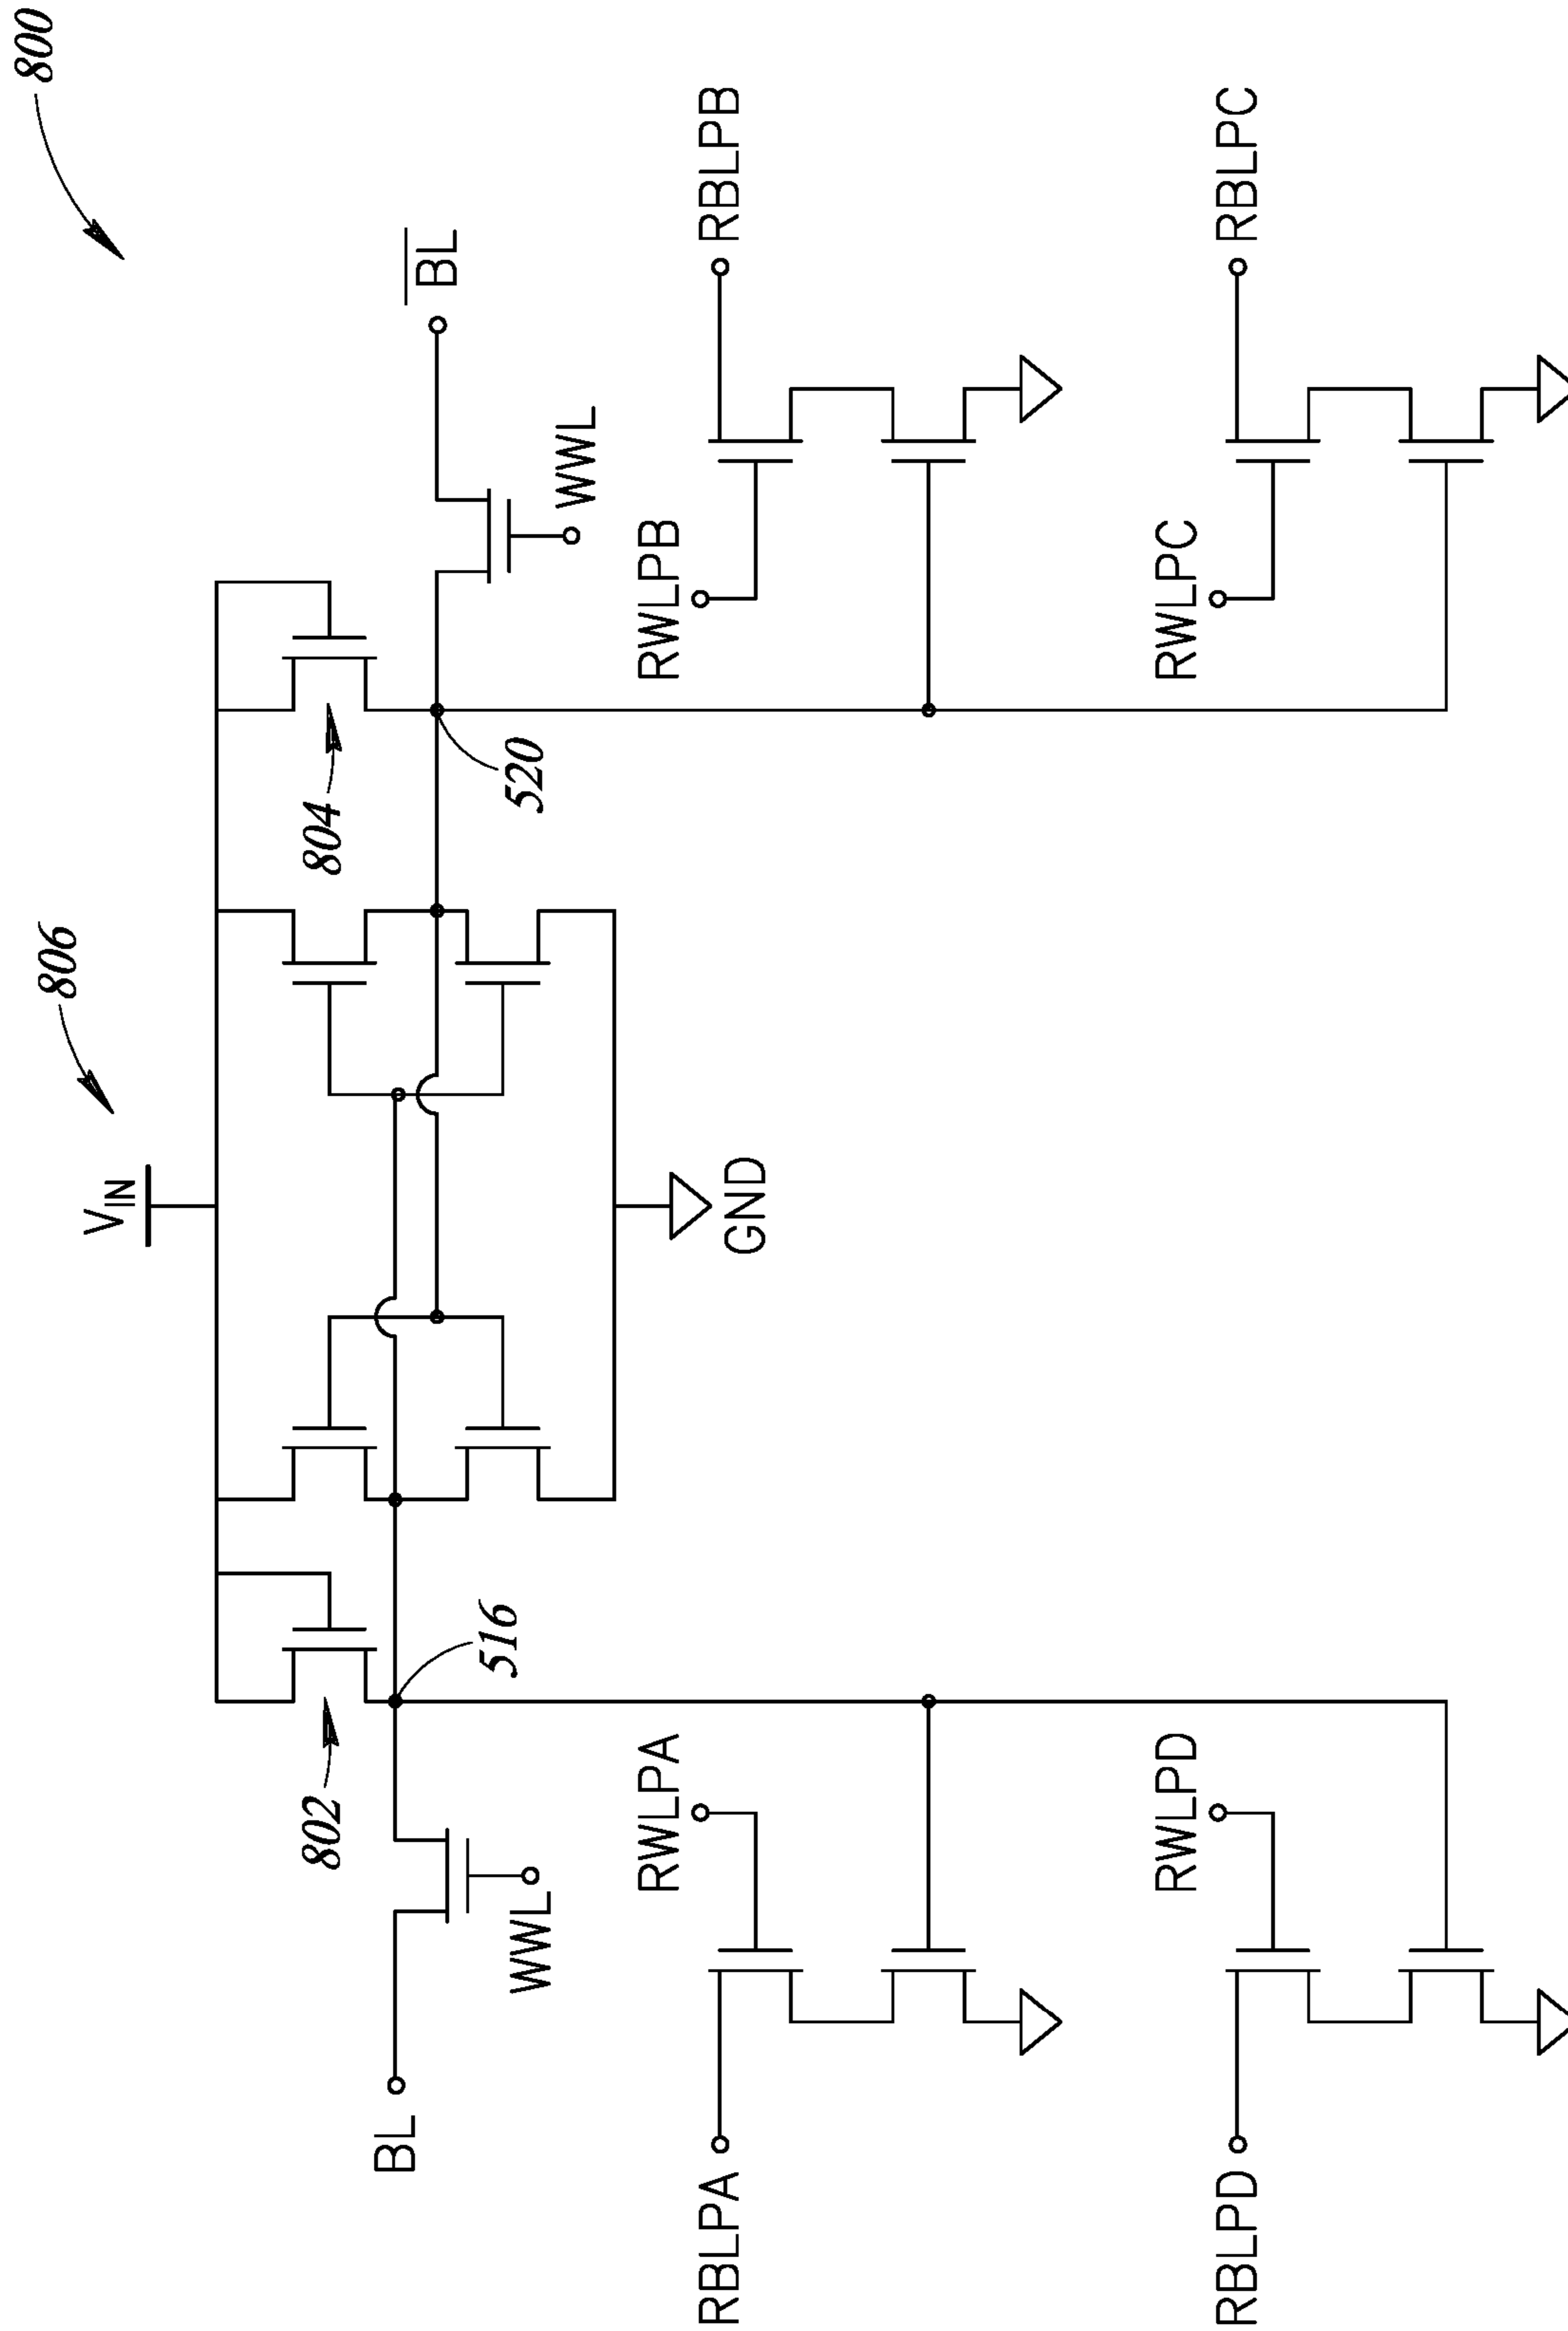 800
806
V_IN
804
802
BL
B̅L̅
520
516
WWL
WWL
GND
RWLPA
RWLPB
RBLPA
RBLPB
RWLPD
RWLPC
RBLPD
RBLPC